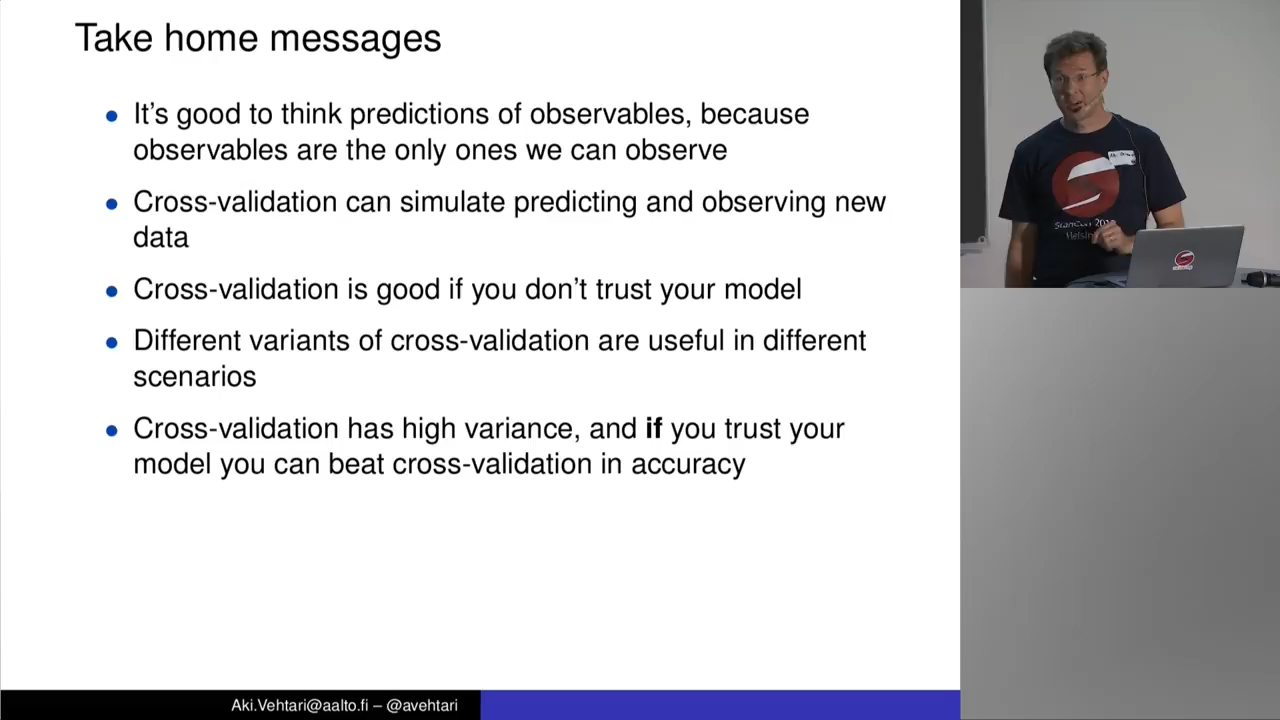 Take home messages
• It's good to think predictions of observables, because
observables are the only ones we can observe
• Cross-validation can simulate predicting and observing new
data
• Cross-validation is good if you don't trust your model
• Different variants of cross-validation are useful in different
scenarios
• Cross-validation has high variance, and if you trust your
model you can beat cross-validation in accuracy
Aki.Vehtari@aalto.fi – @avehtari